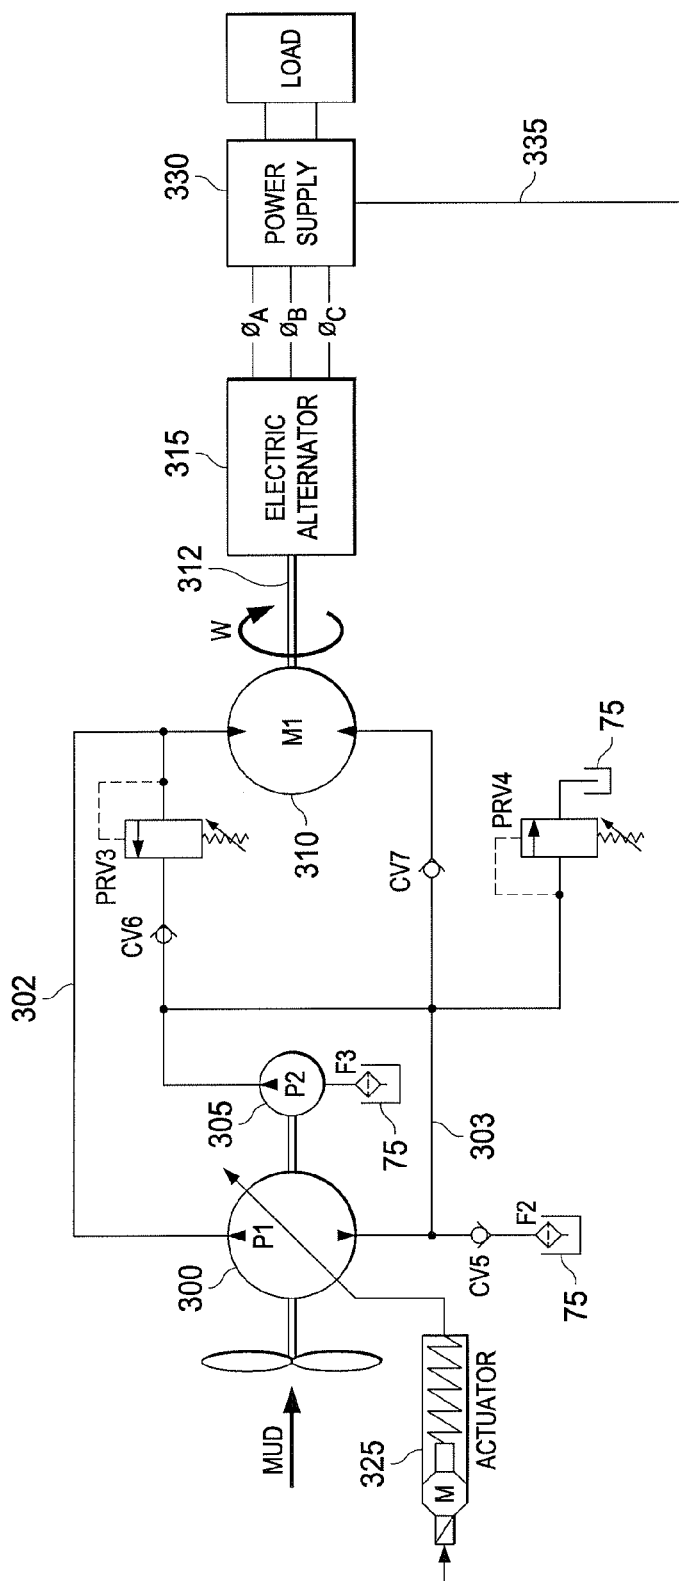 LOAD
330
POWER
SUPPLY
335
ØA
ØB
ØC
315
ELECTRIC
ALTERNATOR
312
W
M1
310
75
PRV4
PRV3
CV6
CV7
302
P2
305
F3
75
303
P1
300
F2
CV5
75
MUD
325
M
ACTUATOR